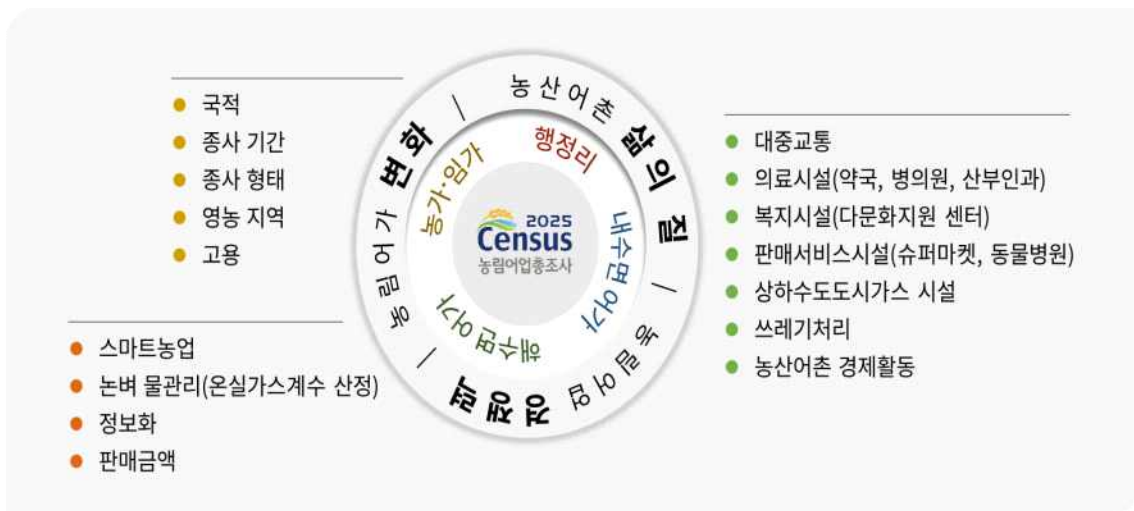 국적
종사 기간
종사 형태
영농 지역
고용
스마트농업
논벼 물관리(온실가스계수 산정)
정보화
판매금액
농림어가 변화
농산어촌 삶의 질
농림어업 경쟁력
농가·임가
행정리
내수면어가
해수면어가
2025
Census
농림어업총조사
대중교통
의료시설(약국, 병의원, 산부인과)
복지시설(다문화지원 센터)
판매서비스시설(슈퍼마켓, 동물병원)
상하수도도시가스 시설
쓰레기처리
농산어촌 경제활동